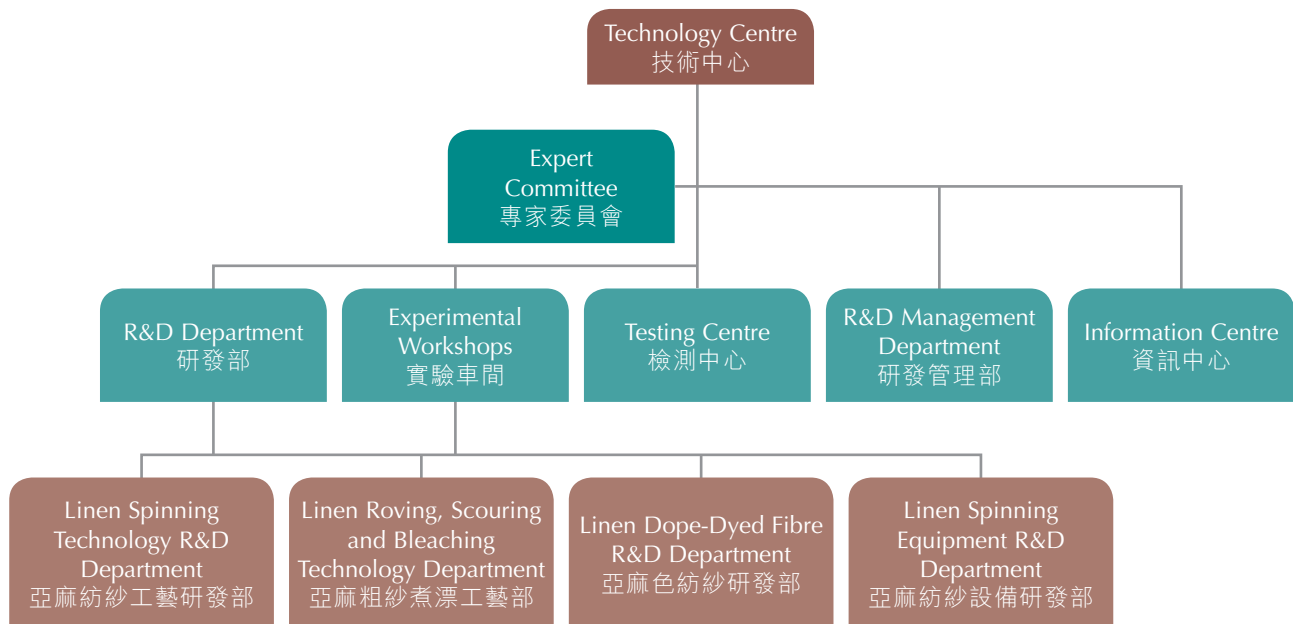 Technology Centre
技術中心
Expert
Committee
專家委員會
R&D Department
研發部
Experimental
Workshops
實驗車間
Testing Centre
檢測中心
R&D Management
Department
研發管理部
Information Centre
資訊中心
Linen Spinning
Technology R&D
Department
亞麻紡紗工藝研發部
Linen Roving, Scouring
and Bleaching
Technology Department
亞麻粗紗煮漂工藝部
Linen Dope-Dyed Fibre
R&D Department
亞麻色紡紗研發部
Linen Spinning
Equipment R&D
Department
亞麻紡紗設備研發部